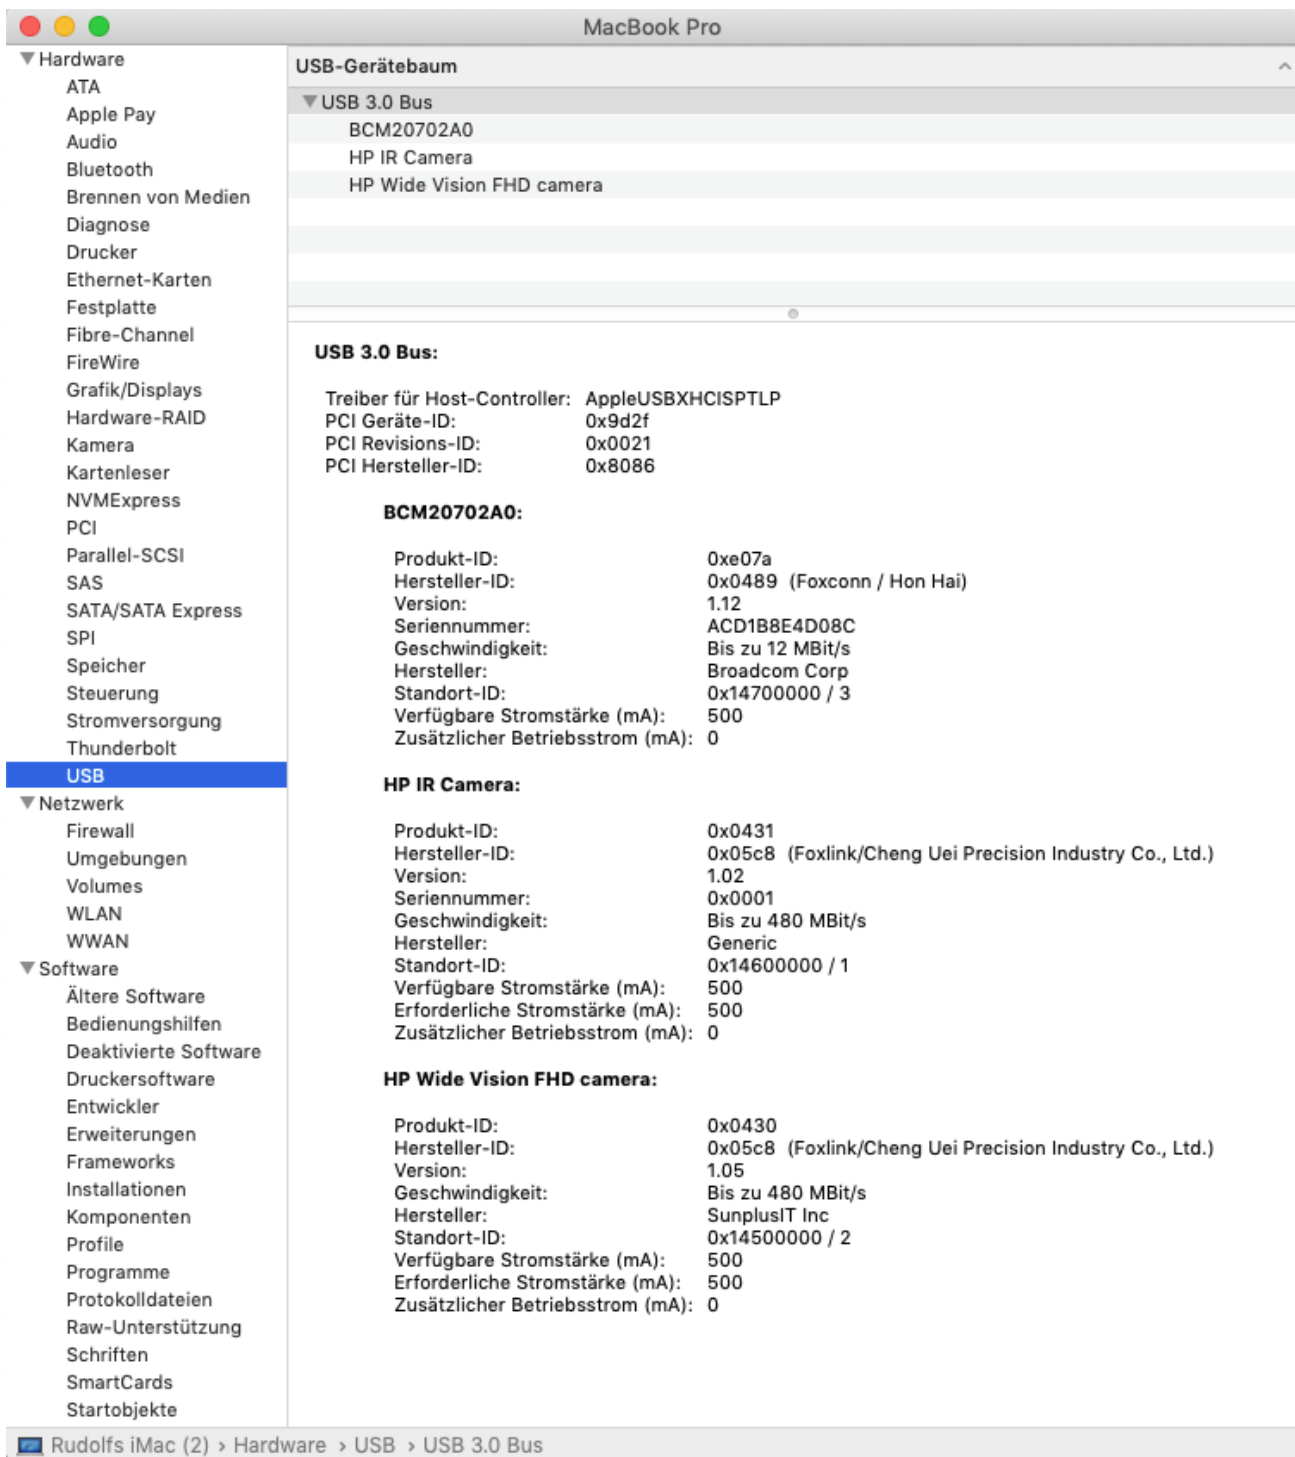 MacBook Pro
Hardware
ATA
Apple Pay
Audio
Bluetooth
Brennen von Medien
Diagnose
Drucker
Ethernet-Karten
Festplatte
Fibre-Channel
FireWire
Grafik/Displays
Hardware-RAID
Kamera
Kartenleser
NVMExpress
PCI
Parallel-SCSI
SAS
SATA/SATA Express
SPI
Speicher
Steuerung
Stromversorgung
Thunderbolt
USB
Netzwerk
Firewall
Umgebungen
Volumes
WLAN
WWAN
Software
Ältere Software
Bedienungshilfen
Deaktivierte Software
Druckersoftware
Entwickler
Erweiterungen
Frameworks
Installationen
Komponenten
Profile
Programme
Protokolldateien
Raw-Unterstützung
Schriften
SmartCards
Startobjekte
USB-Gerätebaum
USB 3.0 Bus
BCM20702A0
HP IR Camera
HP Wide Vision FHD camera
USB 3.0 Bus:
Treiber für Host-Controller: AppleUSBXHCISPTLP
PCI Geräte-ID: 0x9d2f
PCI Revisions-ID: 0x0021
PCI Hersteller-ID: 0x8086
BCM20702A0:
Produkt-ID: 0xe07a
Hersteller-ID: 0x0489 (Foxconn / Hon Hai)
Version: 1.12
Seriennummer: ACD1B8E4D08C
Geschwindigkeit: Bis zu 12 MBit/s
Hersteller: Broadcom Corp
Standort-ID: 0x14700000 / 3
Verfügbare Stromstärke (mA): 500
Zusätzlicher Betriebsstrom (mA): 0
HP IR Camera:
Produkt-ID: 0x0431
Hersteller-ID: 0x05c8 (Foxlink/Cheng Uei Precision Industry Co., Ltd.)
Version: 1.02
Seriennummer: 0x0001
Geschwindigkeit: Bis zu 480 MBit/s
Hersteller: Generic
Standort-ID: 0x14600000 / 1
Verfügbare Stromstärke (mA): 500
Erforderliche Stromstärke (mA): 500
Zusätzlicher Betriebsstrom (mA): 0
HP Wide Vision FHD camera:
Produkt-ID: 0x0430
Hersteller-ID: 0x05c8 (Foxlink/Cheng Uei Precision Industry Co., Ltd.)
Version: 1.05
Geschwindigkeit: Bis zu 480 MBit/s
Hersteller: SunplusIT Inc
Standort-ID: 0x14500000 / 2
Verfügbare Stromstärke (mA): 500
Erforderliche Stromstärke (mA): 500
Zusätzlicher Betriebsstrom (mA): 0
Rudolfs iMac (2) › Hardware › USB › USB 3.0 Bus